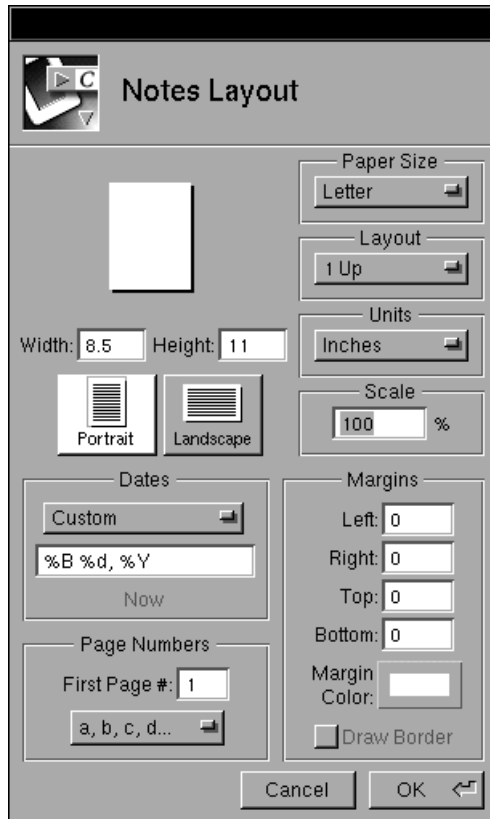 C
Notes Layout
Paper Size
Letter
Layout
1 Up
Units
Inches
Width: 8.5 Height: 11
Portrait
Landscape
Scale
100 %
Dates
Custom
%B %d, %Y
Now
Page Numbers
First Page #: 1
a, b, c, d...
Margins
Left: 0
Right: 0
Top: 0
Bottom: 0
Margin
Color:
Draw Border
Cancel
OK